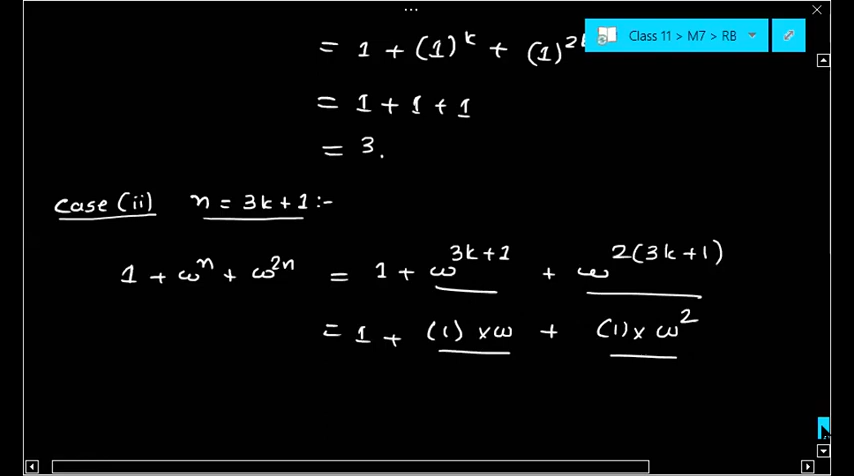 = 1 + (1)^k + (1)^2
Class 11 > M7 > RB
= 1 + 1 + 1
= 3.
Case (ii) n = 3k+1 :-
1 + ω^n + ω^2n = 1 + ω^3k+1 + ω^2(3k+1)
= 1 + (1) × ω + (1) × ω^2